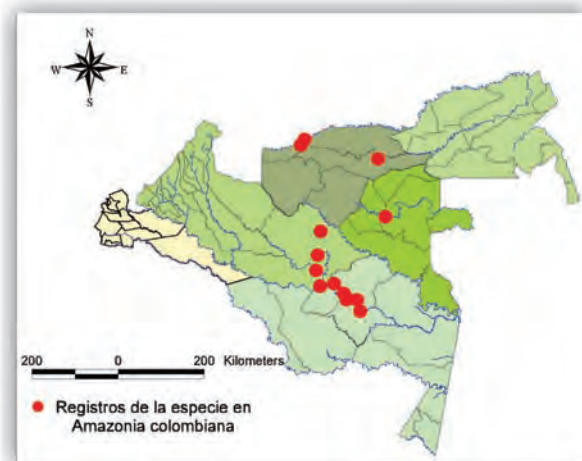 N
W E
S
200 0 200 Kilometers
Registros de la especie en
Amazonia colombiana